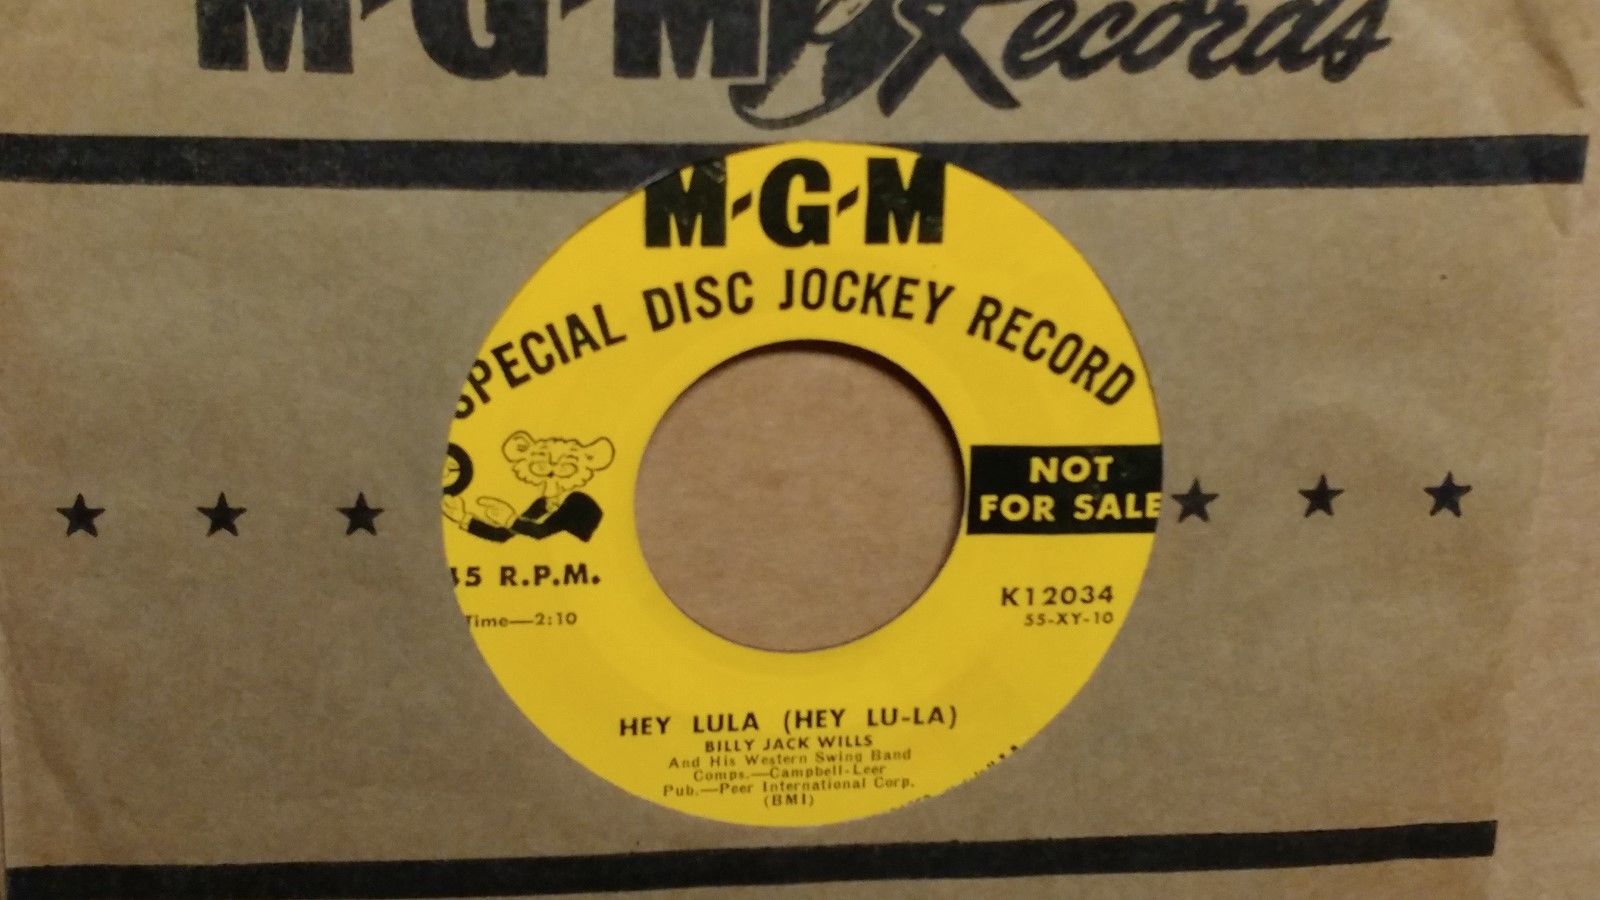 M-G-M Records
M-G-M
SPECIAL DISC JOCKEY RECORD
NOT
FOR SALE
45 R.P.M.
Time—2:10
K12034
55-XY-10
HEY LULA (HEY LU-LA)
BILLY JACK WILLS
And His Western Swing Band
Comps.—Campbell-Leer
Pub.—Peer International Corp.
(BMI)